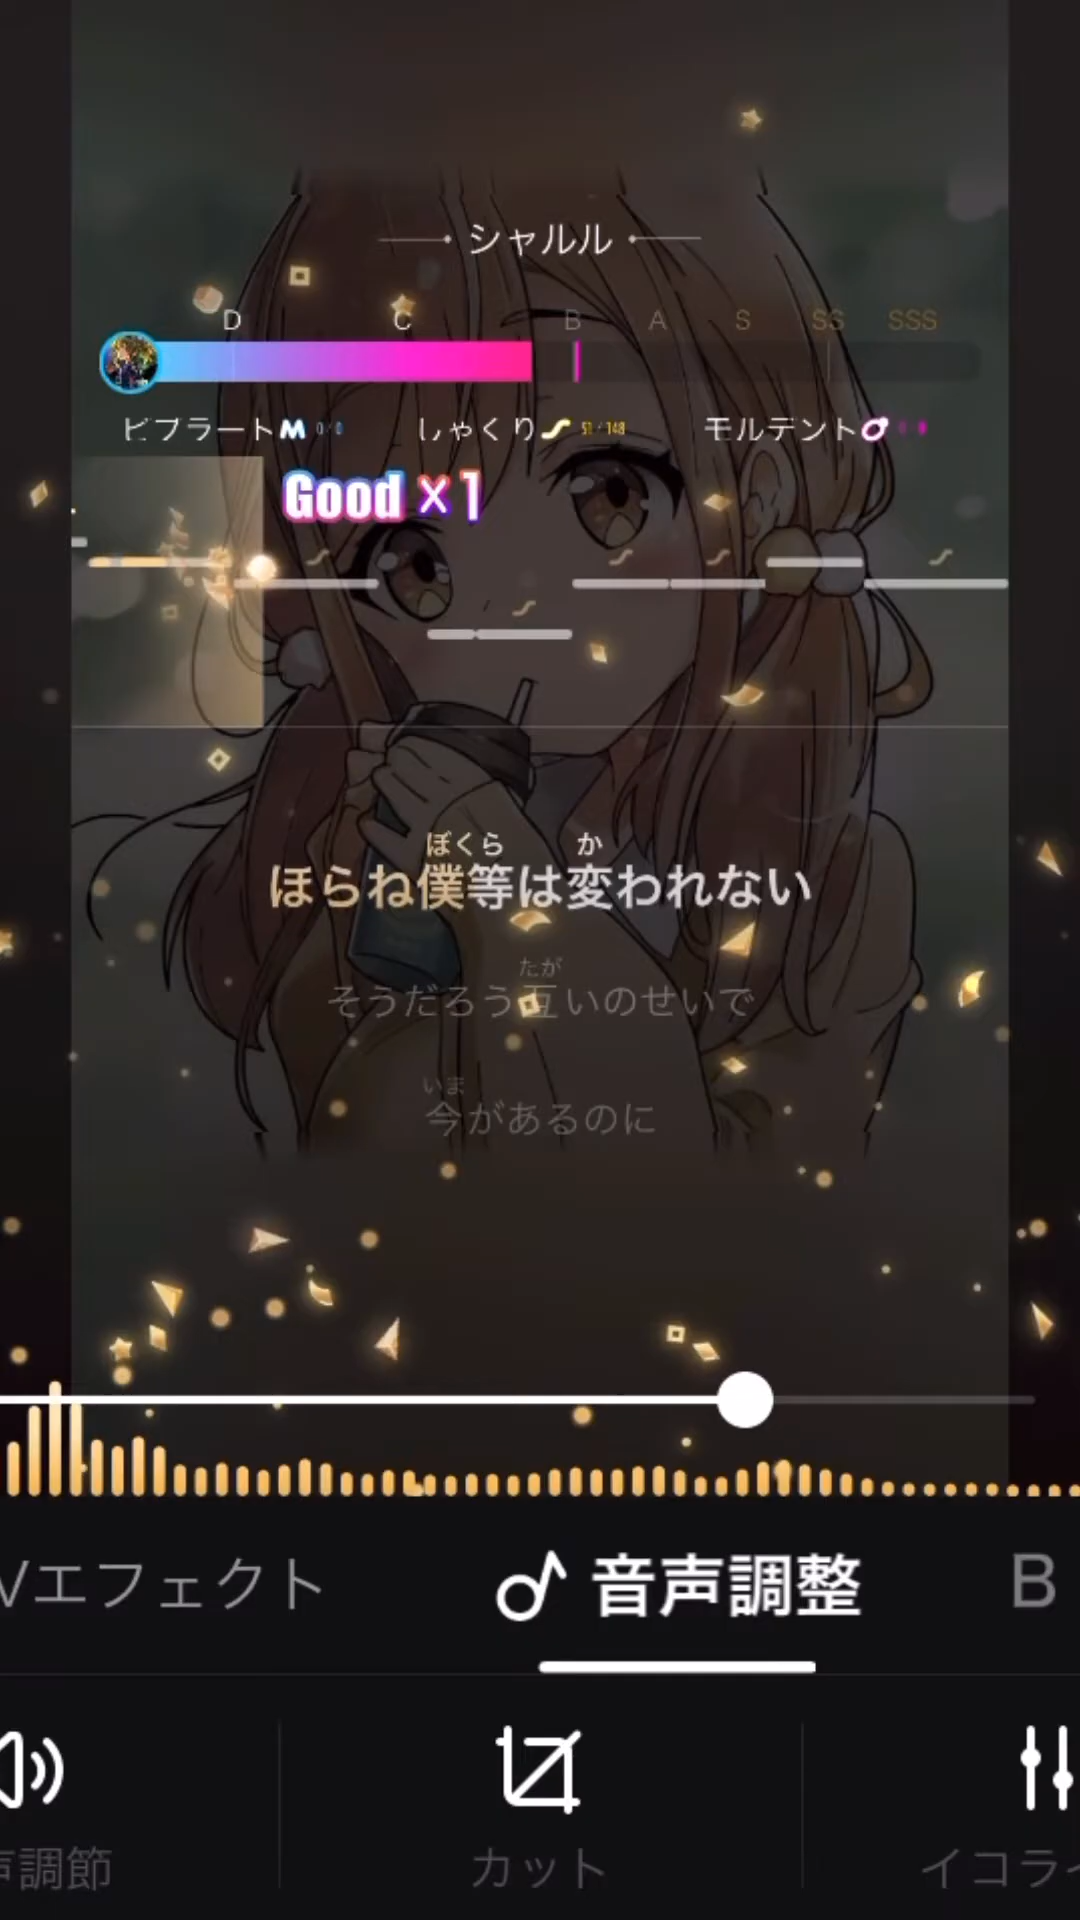 シャルル
D C B A S SS SSS
ビブラート しゃくり 51/148 モルデント
Good ×1
ぼくら か
ほらね僕等は変われない
たが
そうだろう互いのせいで
いま
今があるのに
Vエフェクト 音声調整 B
声調節 カット イコライ